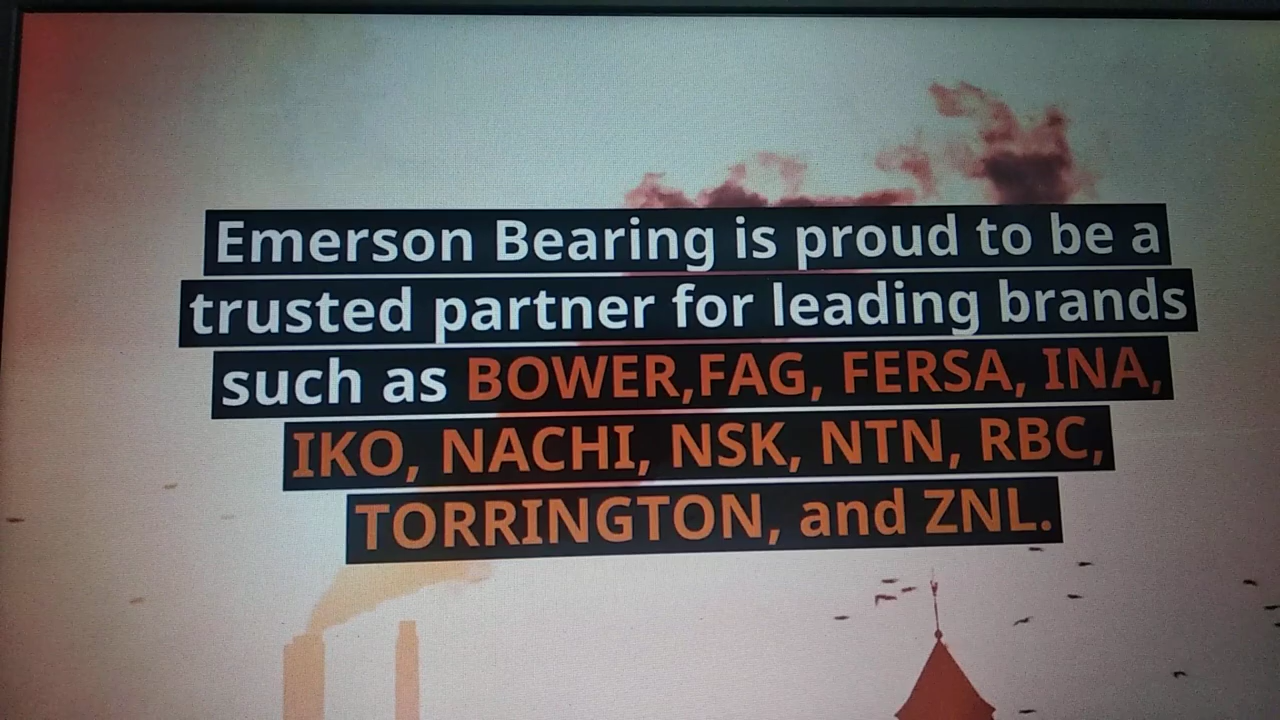 Emerson Bearing is proud to be a
trusted partner for leading brands
such as BOWER,FAG, FERSA, INA,
IKO, NACHI, NSK, NTN, RBC,
TORRINGTON, and ZNL.